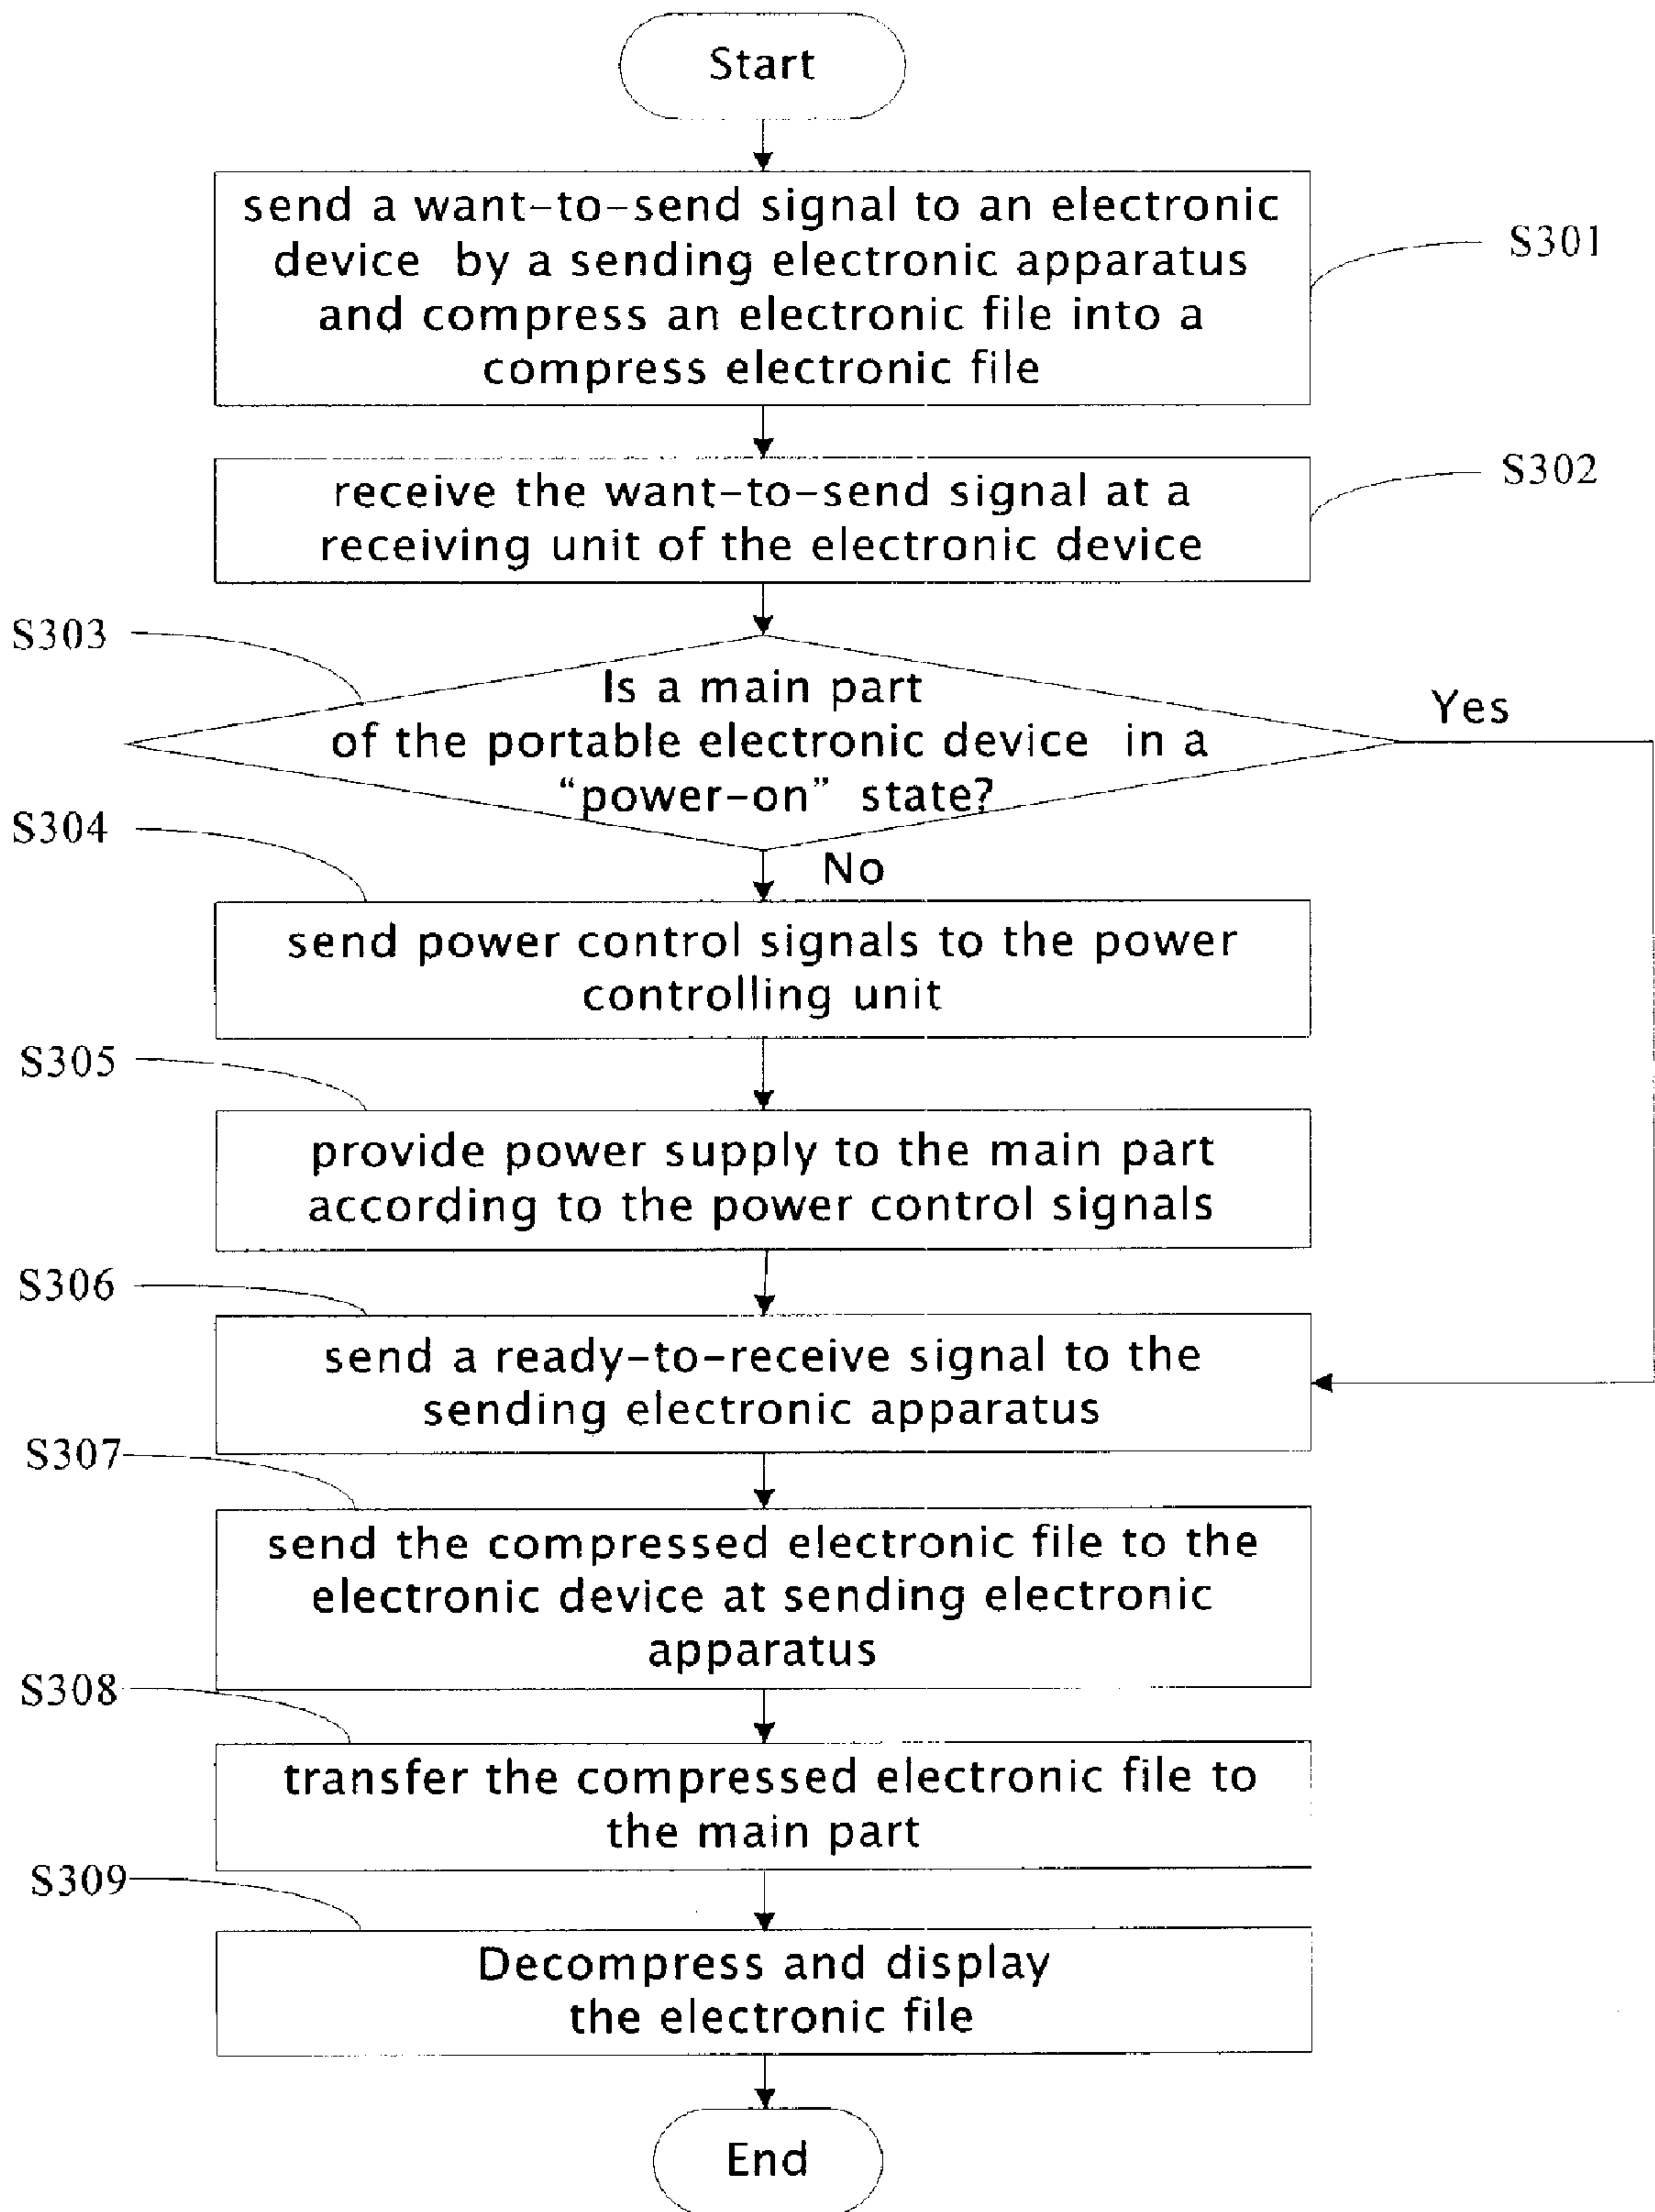 Start
send a want-to-send signal to an electronic
device by a sending electronic apparatus
and compress an electronic file into a
compress electronic file
S301
receive the want-to-send signal at a
receiving unit of the electronic device
S302
S303
Is a main part
of the portable electronic device in a
“power-on” state?
Yes
No
S304
send power control signals to the power
controlling unit
S305
provide power supply to the main part
according to the power control signals
S306
send a ready-to-receive signal to the
sending electronic apparatus
S307
send the compressed electronic file to the
electronic device at sending electronic
apparatus
S308
transfer the compressed electronic file to
the main part
S309
Decompress and display
the electronic file
End